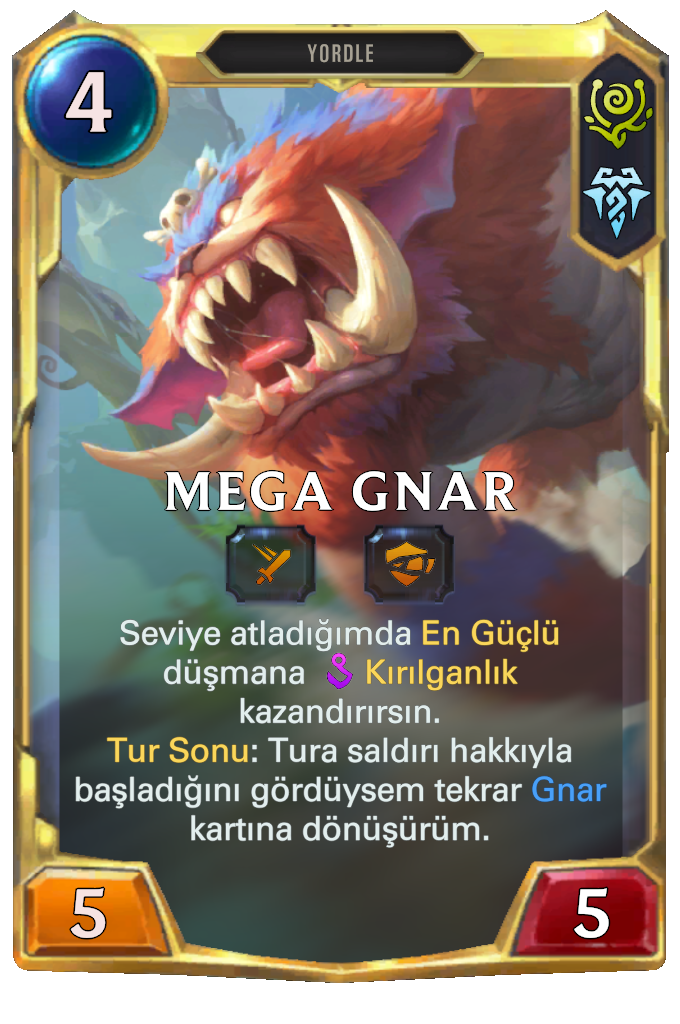 YORDLE
4
MEGA GNAR
Seviye atladığımda En Güçlü
düşmana Kırılganlık
kazandırırsın.
Tur Sonu: Tura saldırı hakkıyla
başladığını gördüysem tekrar Gnar
kartına dönüşürüm.
5
5